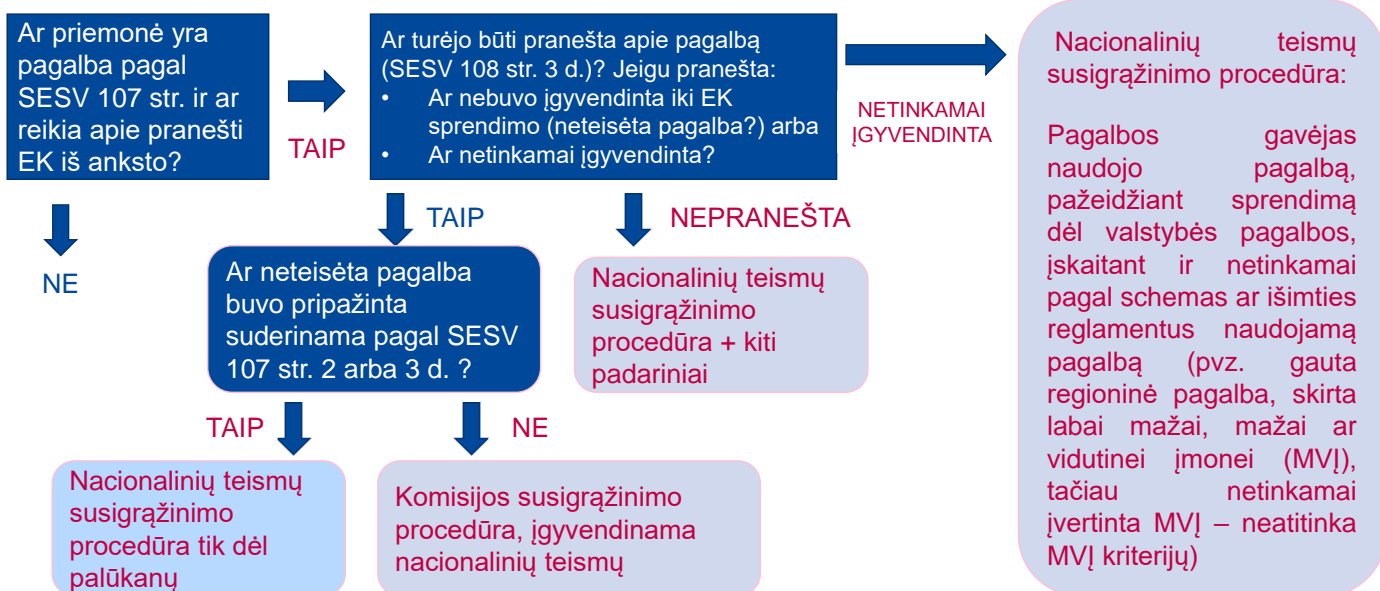 Ar priemonė yra
pagalba pagal
SESV 107 str. ir ar
reikia apie pranešti
EK iš anksto?
TAIP
NE
Ar turėjo būti pranešta apie pagalbą
(SESV 108 str. 3 d.)? Jeigu pranešta:
• Ar nebuvo įgyvendinta iki EK
sprendimo (neteisėta pagalba?) arba
• Ar netinkamai įgyvendinta?
NETINKAMAI
ĮGYVENDINTA
TAIP
NEPRANEŠTA
Ar neteisėta pagalba
buvo pripažinta
suderinama pagal SESV
107 str. 2 arba 3 d. ?
Nacionalinių teismų
susigrąžinimo
procedūra + kiti
padariniai
TAIP
NE
Nacionalinių teismų
susigrąžinimo
procedūra tik dėl
palūkanų
Komisijos susigrąžinimo
procedūra, įgyvendinama
nacionalinių teismų
Nacionalinių teismų
susigrąžinimo procedūra:
Pagalbos gavėjas
naudojo pagalbą,
pažeidžiant sprendimą
dėl valstybės pagalbos,
įskaitant ir netinkamai
pagal schemas ar išimties
reglamentus naudojamą
pagalbą (pvz. gauta
regioninė pagalba, skirta
labai mažai, mažai ar
vidutinei įmonei (MVĮ),
tačiau netinkamai
įvertinta MVĮ – neatitinka
MVĮ kriterijų)